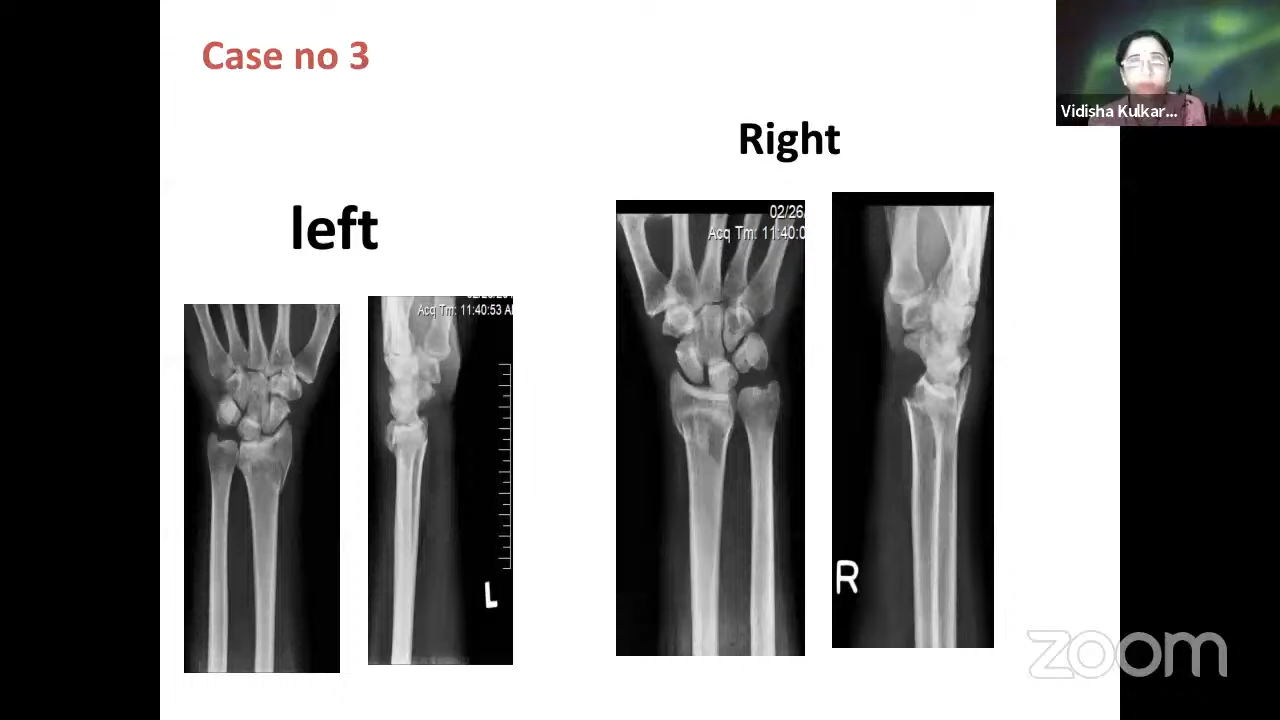 Case no 3
Vidisha Kulkar...
Right
left
02/26/
Acq Tm: 11:40:0
Acq Tm: 11:40:53 A
L
R
zoom